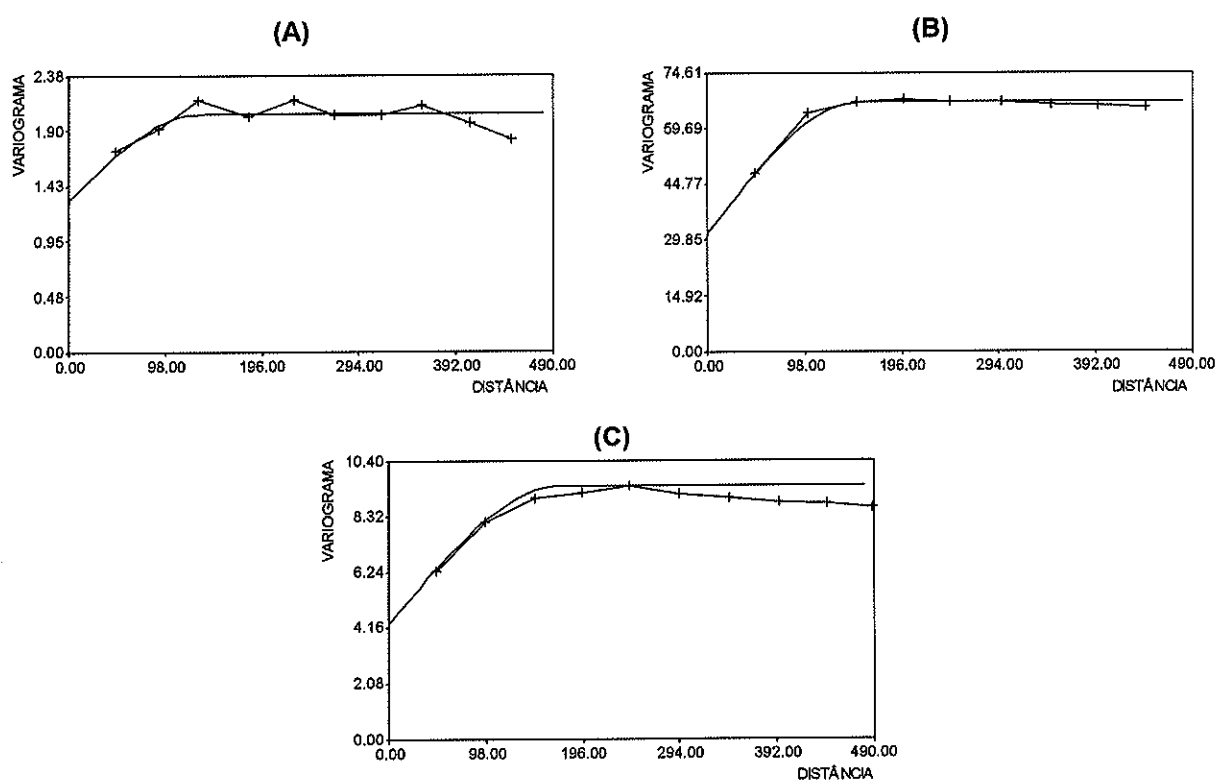 (A)
VARIOGRAMA
2.38
1.90
1.43
0.95
0.48
0.00
0.00 98.00 196.00 294.00 392.00 490.00
DISTÂNCIA
(B)
VARIOGRAMA
74.61
59.69
44.77
29.85
14.92
0.00
0.00 98.00 196.00 294.00 392.00 490.00
DISTÂNCIA
(C)
VARIOGRAMA
10.40
8.32
6.24
4.16
2.08
0.00
0.00 98.00 196.00 294.00 392.00 490.00
DISTÂNCIA